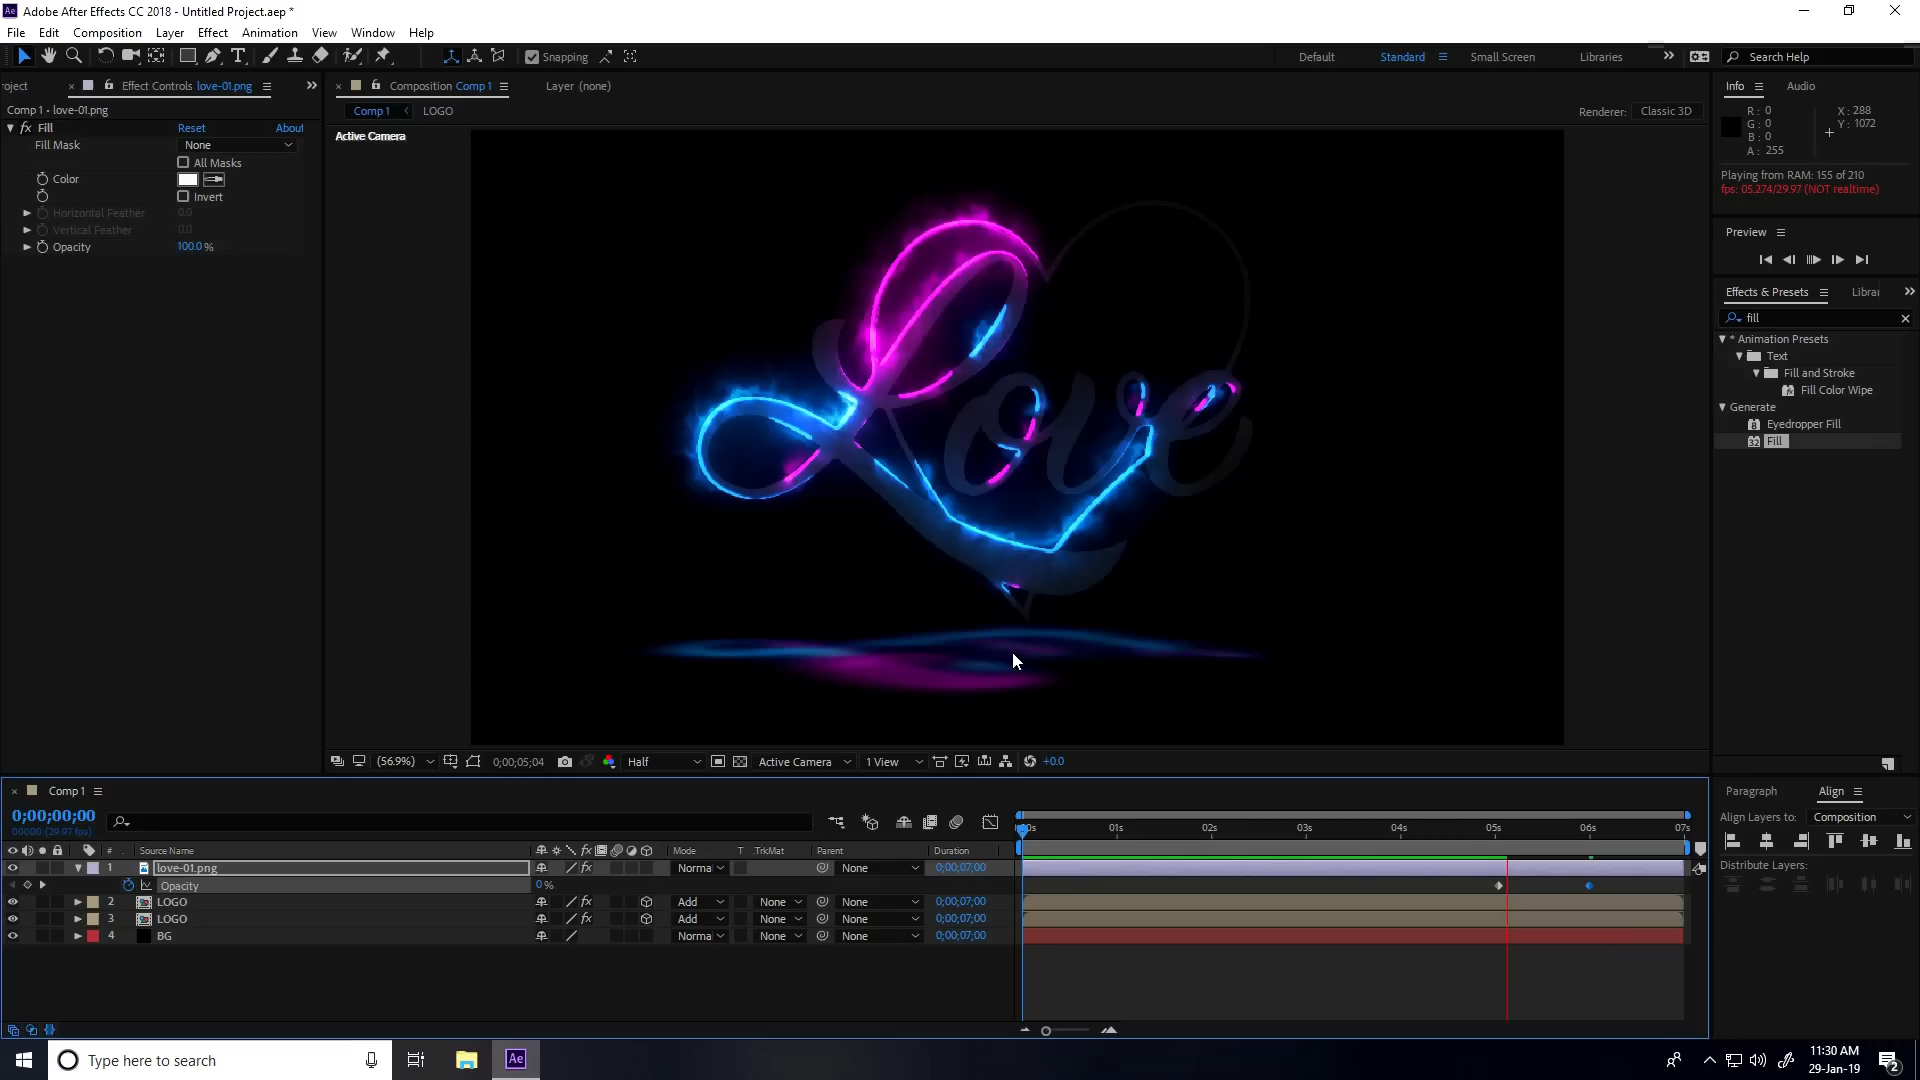 Adobe After Effects CC 2018 - Untitled Project.aep *
File Edit Composition Layer Effect Animation View Window Help
Snapping Default Standard Small Screen Libraries Search Help
roject Effect Controls love-01.png
Comp 1 • love-01.png
Fill Reset About
Fill Mask None
All Masks
Color
Invert
Horizontal Feather 0.0
Vertical Feather 0.0
Opacity 100.0 %
Composition Comp 1 Layer (none)
Comp 1 LOGO Renderer: Classic 3D
Active Camera
Love
(56.9%) 0;00;05;04 Half Active Camera 1 View +0.0
Info Audio
R: 0 X: 288
G: 0 Y: 1072
B: 0
A: 255
Playing from RAM: 155 of 210
fps: 05.274/29.97 (NOT realtime)
Preview
Effects & Presets Librar
fill
* Animation Presets
Text
Fill and Stroke
Fill Color Wipe
Generate
Eyedropper Fill
Fill
Paragraph Align
Align Layers to: Composition
Distribute Layers:
Comp 1
0;00;00;00
00000 (29.97 fps)
# Source Name Mode T .TrkMat Parent Duration
01s 02s 03s 04s 05s 06s 07s
1 love-01.png Normal None 0;00;07;00
Opacity 0 %
2 LOGO Add None None 0;00;07;00
3 LOGO Add None None 0;00;07;00
4 BG Normal None None 0;00;07;00
Type here to search
Ae
11:30 AM
29-Jan-19
2